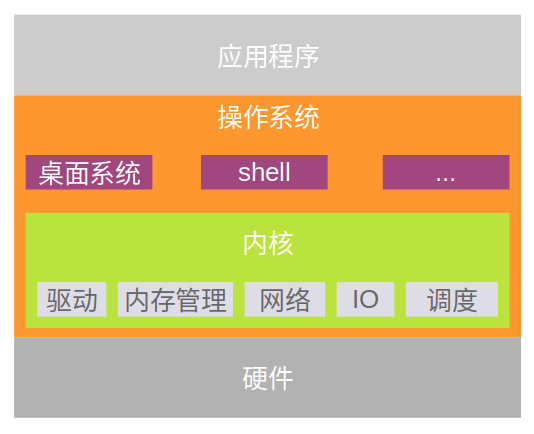 应用程序
操作系统
桌面系统 shell ...
内核
驱动 内存管理 网络 IO 调度
硬件